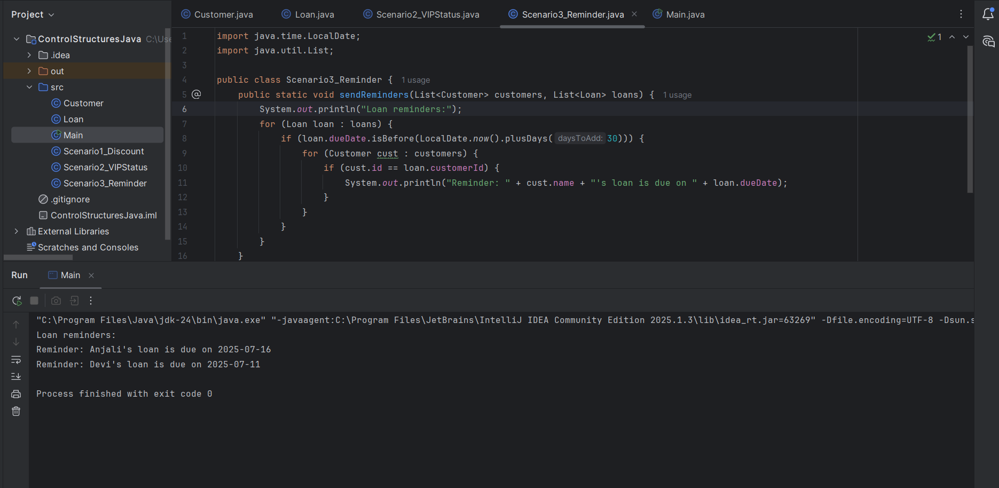 Project
Customer.java Loan.java Scenario2_VIPStatus.java Scenario3_Reminder.java Main.java
ControlStructuresJava C:\Use
.idea
out
src
Customer
Loan
Main
Scenario1_Discount
Scenario2_VIPStatus
Scenario3_Reminder
.gitignore
ControlStructuresJava.iml
External Libraries
Scratches and Consoles
1
1 import java.time.LocalDate;
2 import java.util.List;
3
4 public class Scenario3_Reminder { 1 usage
5 @ public static void sendReminders(List<Customer> customers, List<Loan> loans) { 1 usage
6 System.out.println("Loan reminders:");
7 for (Loan loan : loans) {
8 if (loan.dueDate.isBefore(LocalDate.now().plusDays( daysToAdd: 30))) {
9 for (Customer cust : customers) {
10 if (cust.id == loan.customerId) {
11 System.out.println("Reminder: " + cust.name + "'s loan is due on " + loan.dueDate);
12 }
13 }
14 }
15 }
16 }
Run Main
"C:\Program Files\Java\jdk-24\bin\java.exe" "-javaagent:C:\Program Files\JetBrains\IntelliJ IDEA Community Edition 2025.1.3\lib\idea_rt.jar=63269" -Dfile.encoding=UTF-8 -Dsun.s
Loan reminders:
Reminder: Anjali's loan is due on 2025-07-16
Reminder: Devi's loan is due on 2025-07-11
Process finished with exit code 0